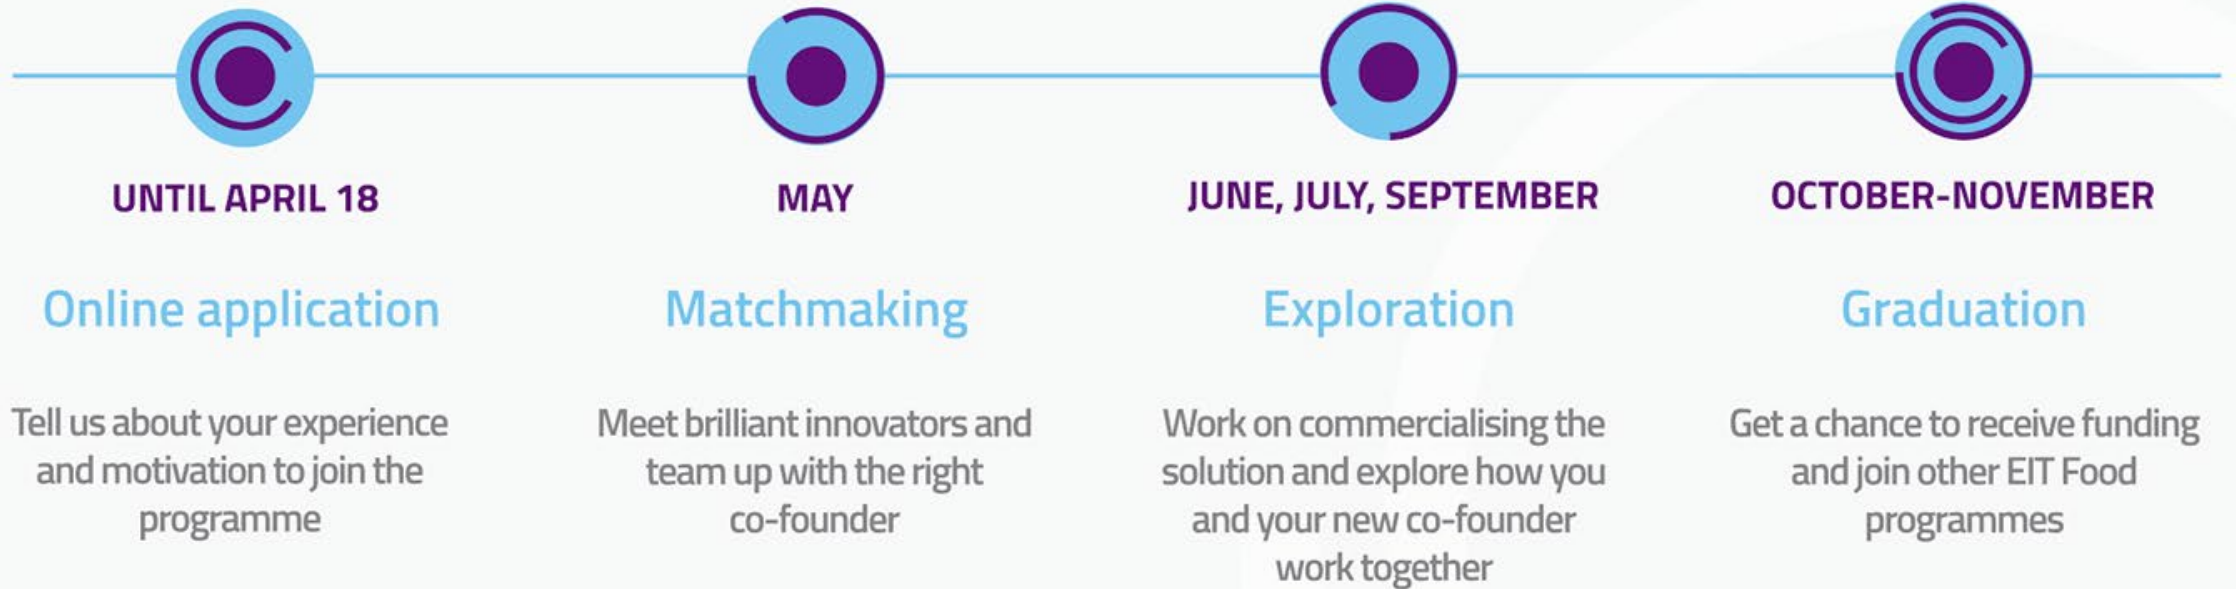 UNTIL APRIL 18
Online application
Tell us about your experience
and motivation to join the
programme
MAY
Matchmaking
Meet brilliant innovators and
team up with the right
co-founder
JUNE, JULY, SEPTEMBER
Exploration
Work on commercialising the
solution and explore how you
and your new co-founder
work together
OCTOBER-NOVEMBER
Graduation
Get a chance to receive funding
and join other EIT Food
programmes